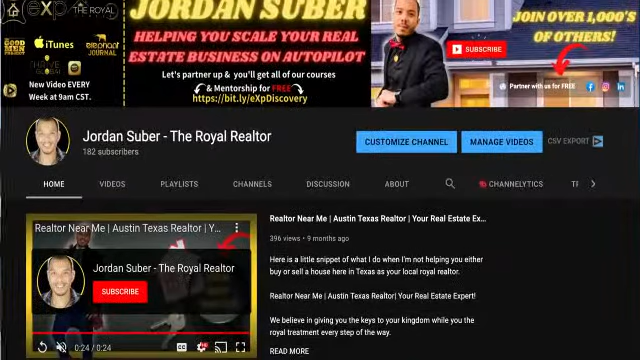 exp
THE ROYAL
JORDAN SUBER
HELPING YOU SCALE YOUR REAL
ESTATE BUSINESS ON AUTOPILOT
Let's partner up & you'll get all of our courses
& Mentorship for FREE
https://bit.ly/eXpDiscovery
THE GOOD MEN PROJECT
iTunes
elephant JOURNAL
THRIVE GLOBAL
New Video EVERY
Week at 9am CST.
JOIN OVER 1,000'S
OF OTHERS!
SUBSCRIBE
Partner with us for FREE
Jordan Suber - The Royal Realtor
182 subscribers
CUSTOMIZE CHANNEL
MANAGE VIDEOS
CSV EXPORT
HOME
VIDEOS
PLAYLISTS
CHANNELS
DISCUSSION
ABOUT
CHANNELYTICS
Realtor Near Me | Austin Texas Realtor | Y...
Jordan Suber - The Royal Realtor
SUBSCRIBE
0:24 / 0:24
Realtor Near Me | Austin Texas Realtor | Your Real Estate Ex...
396 views • 9 months ago
Here is a little snippet of what I do when I'm not helping you either
buy or sell a house here in Texas as your local royal realtor.
Realtor Near Me | Austin Texas Realtor| Your Real Estate Expert!
We believe in giving you the keys to your kingdom while you the
royal treatment every step of the way.
READ MORE